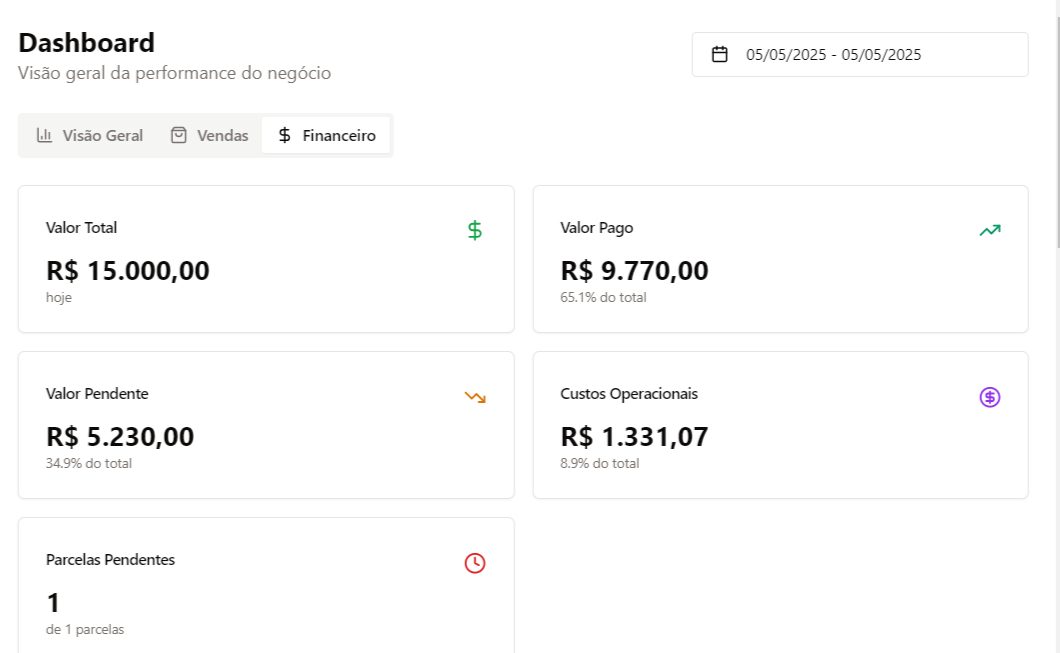 Dashboard
Visão geral da performance do negócio
05/05/2025 - 05/05/2025
Visão Geral
Vendas
Financeiro
Valor Total
R$ 15.000,00
hoje
Valor Pago
R$ 9.770,00
65.1% do total
Valor Pendente
R$ 5.230,00
34.9% do total
Custos Operacionais
R$ 1.331,07
8.9% do total
Parcelas Pendentes
1
de 1 parcelas